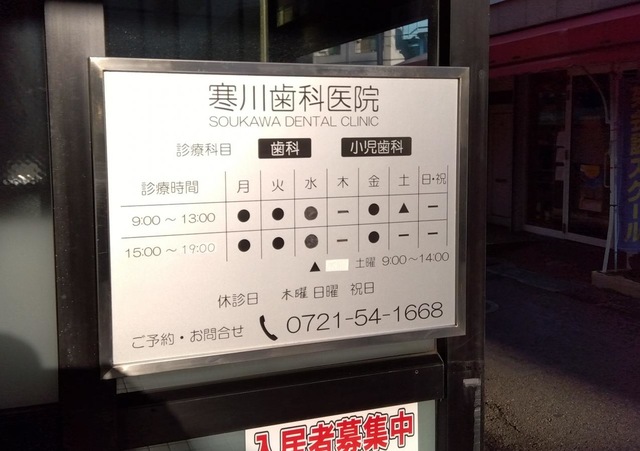 寒川歯科医院
SOUKAWA DENTAL CLINIC
診療科目 歯科 小児歯科
診療時間 月 火 水 木 金 土 日・祝
9:00～13:00 ● ● ● ー ● ▲ ー
15:00～19:00 ● ● ● ー ● ー ー
▲ 土曜 9:00～14:00
休診日 木曜 日曜 祝日
ご予約・お問合せ 0721-54-1668
入居者募集中